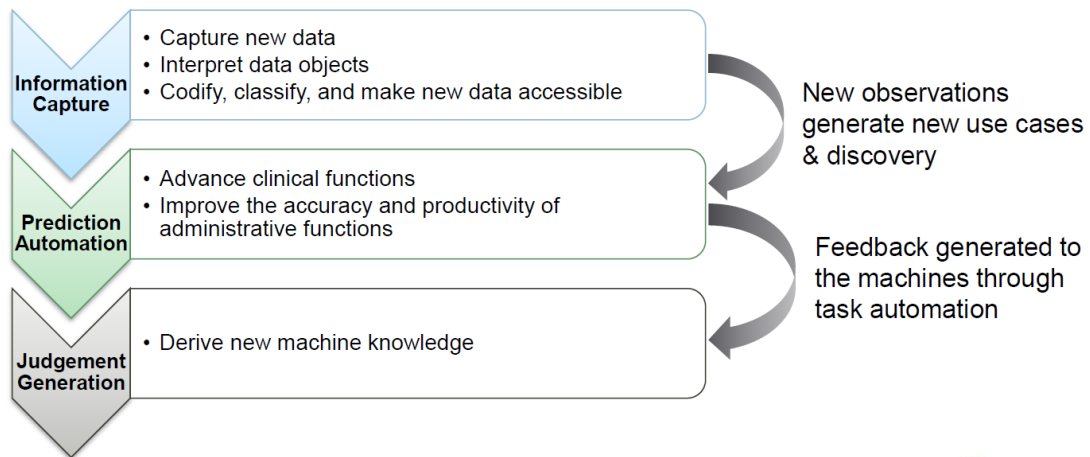 Information
Capture
• Capture new data
• Interpret data objects
• Codify, classify, and make new data accessible
New observations
generate new use cases
& discovery
Prediction
Automation
• Advance clinical functions
• Improve the accuracy and productivity of
administrative functions
Feedback generated to
the machines through
task automation
Judgement
Generation
• Derive new machine knowledge